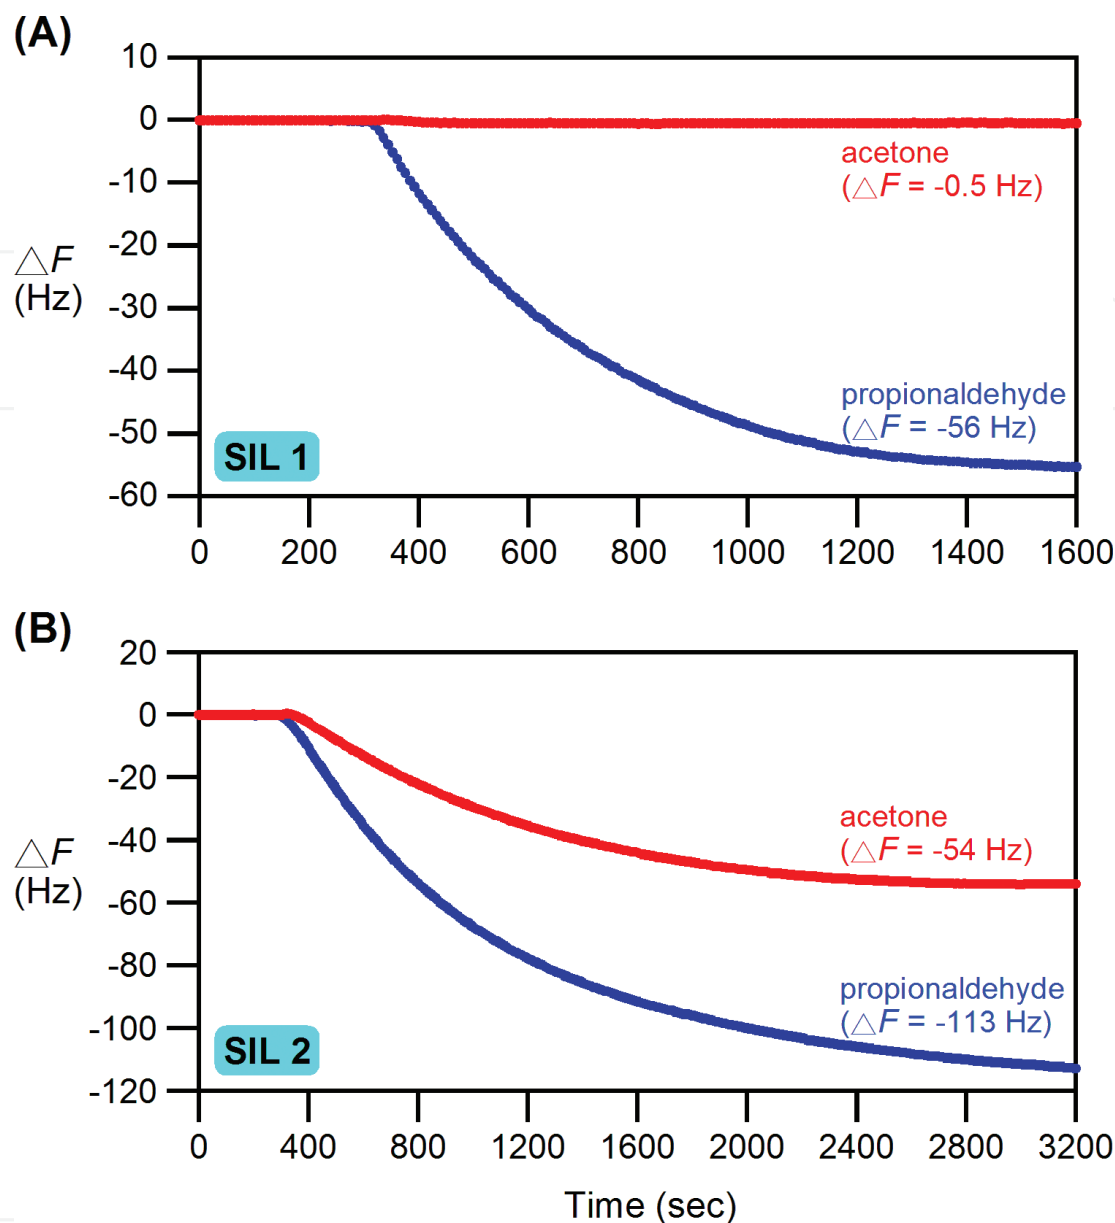 (A)
10
0
-10
-20
-30
-40
-50
-60
△F
(Hz)
acetone
(△F = -0.5 Hz)
propionaldehyde
(△F = -56 Hz)
SIL 1
0 200 400 600 800 1000 1200 1400 1600
(B)
20
0
-20
-40
-60
-80
-100
-120
△F
(Hz)
acetone
(△F = -54 Hz)
propionaldehyde
(△F = -113 Hz)
SIL 2
0 400 800 1200 1600 2000 2400 2800 3200
Time (sec)